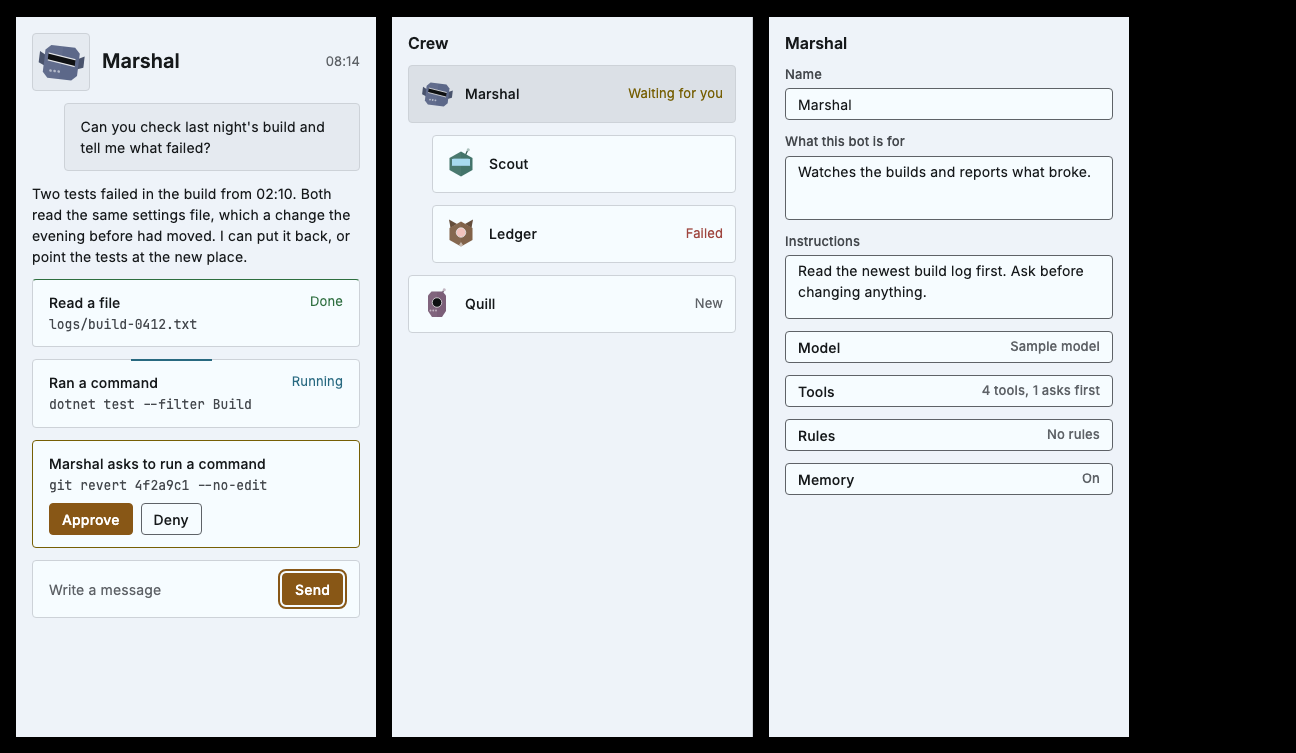 Marshal
08:14
Can you check last night's build and
tell me what failed?
Two tests failed in the build from 02:10. Both
read the same settings file, which a change the
evening before had moved. I can put it back, or
point the tests at the new place.
Read a file
Done
logs/build-0412.txt
Ran a command
Running
dotnet test --filter Build
Marshal asks to run a command
git revert 4f2a9c1 --no-edit
Approve
Deny
Write a message
Send
Crew
Marshal
Waiting for you
Scout
Ledger
Failed
Quill
New
Marshal
Name
Marshal
What this bot is for
Watches the builds and reports what broke.
Instructions
Read the newest build log first. Ask before
changing anything.
Model
Sample model
Tools
4 tools, 1 asks first
Rules
No rules
Memory
On